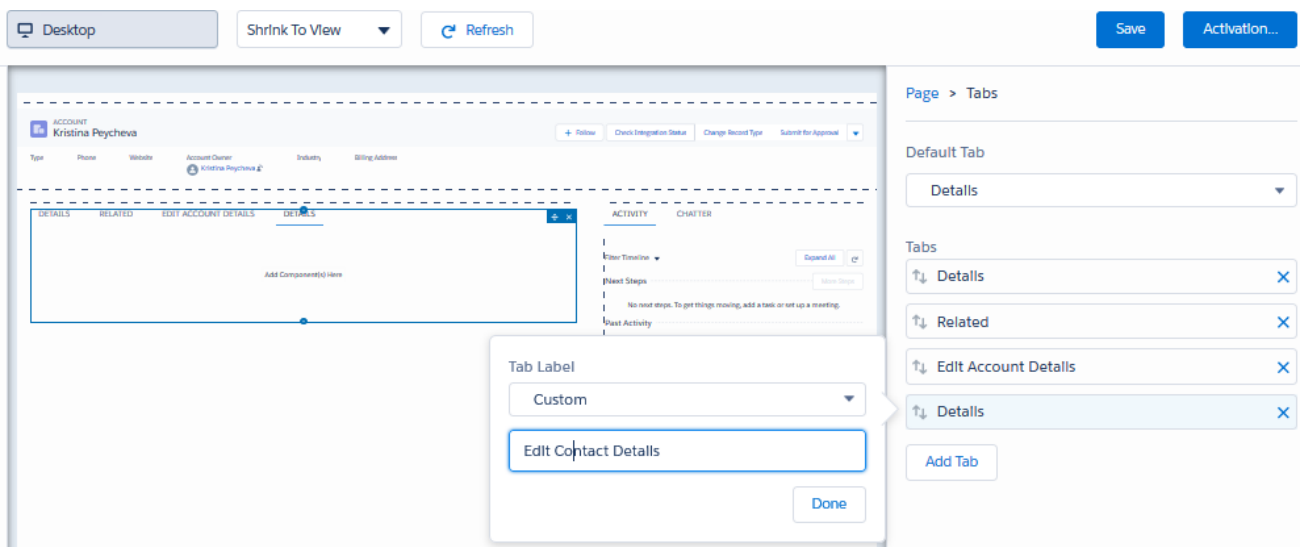 Desktop
Shrink To View
Refresh
Save
Activation...
ACCOUNT
Kristina Peycheva
+ Follow
Check Integration Status
Change Record Type
Submit for Approval
Type
Phone
Website
Account Owner
Industry
Billing Address
Kristina Peycheva
DETAILS
RELATED
EDIT ACCOUNT DETAILS
DETAILS
Add Component(s) Here
ACTIVITY
CHATTER
Filter Timeline
Expand All
Next Steps
More Steps
No next steps. To get things moving, add a task or set up a meeting.
Past Activity
Tab Label
Custom
Edit Contact Details
Done
Page > Tabs
Default Tab
Details
Tabs
Details
Related
Edit Account Details
Details
Add Tab